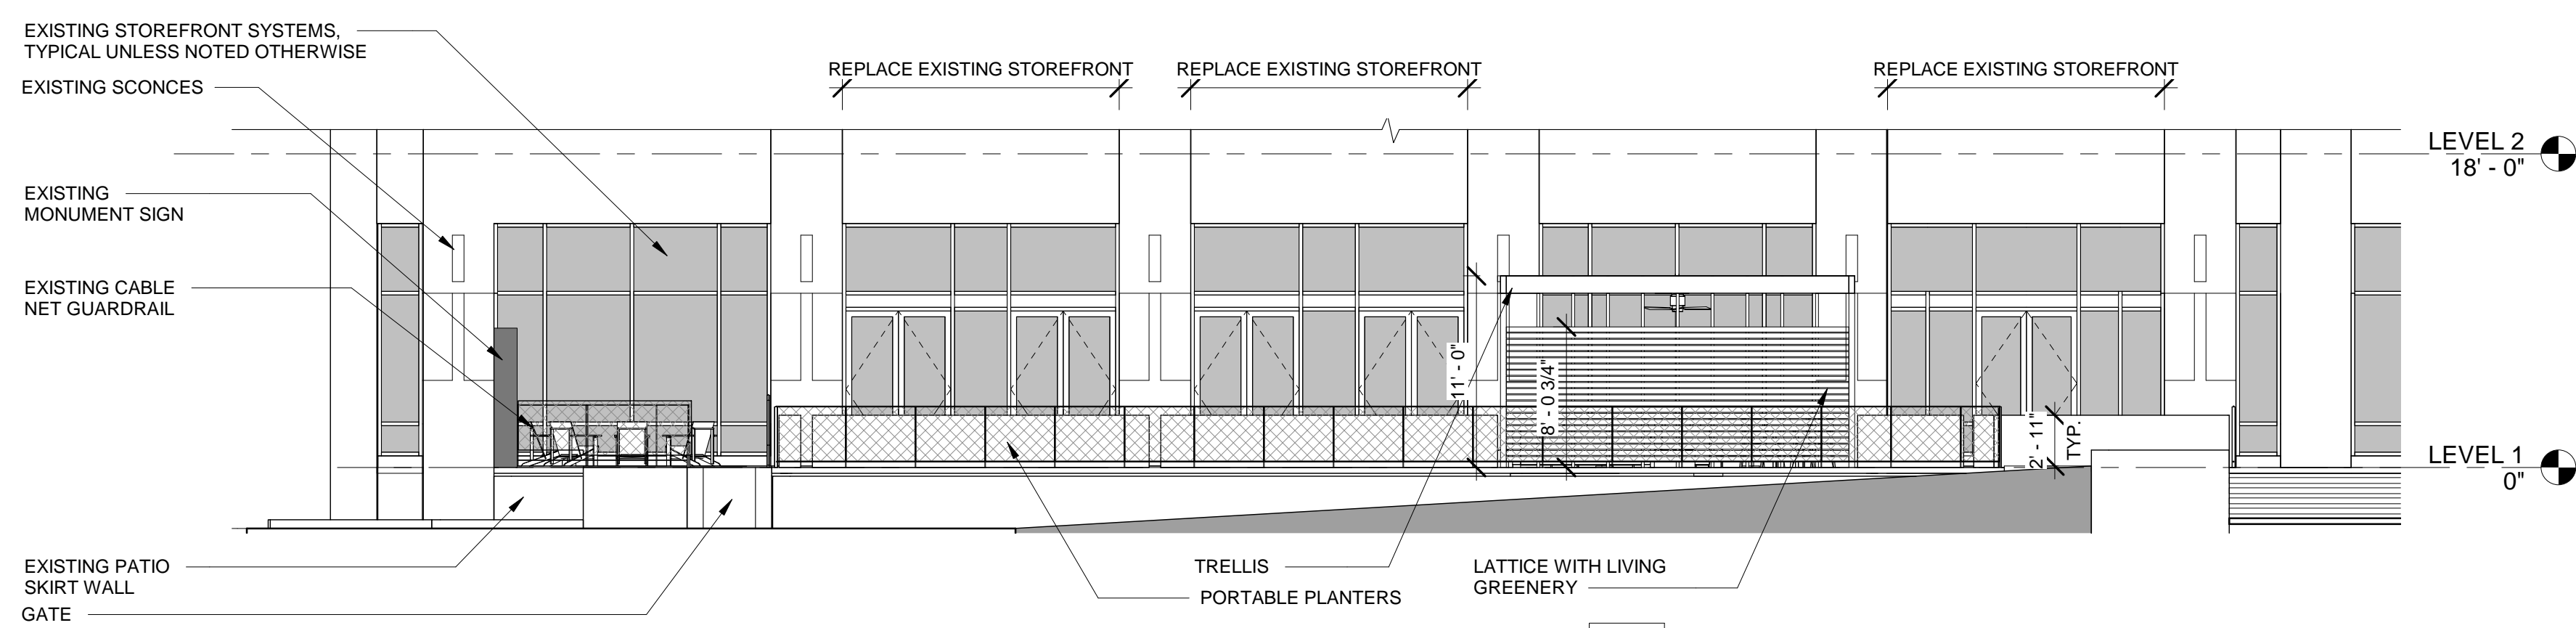 EXISTING STOREFRONT SYSTEMS,
TYPICAL UNLESS NOTED OTHERWISE
EXISTING SCONCES
EXISTING
MONUMENT SIGN
EXISTING CABLE
NET GUARDRAIL
EXISTING PATIO
SKIRT WALL
GATE
REPLACE EXISTING STOREFRONT
REPLACE EXISTING STOREFRONT
REPLACE EXISTING STOREFRONT
11' - 0"
8' - 0 3/4"
2' - 11"
TYP.
TRELLIS
PORTABLE PLANTERS
LATTICE WITH LIVING
GREENERY
LEVEL 2
18' - 0"
LEVEL 1
0"